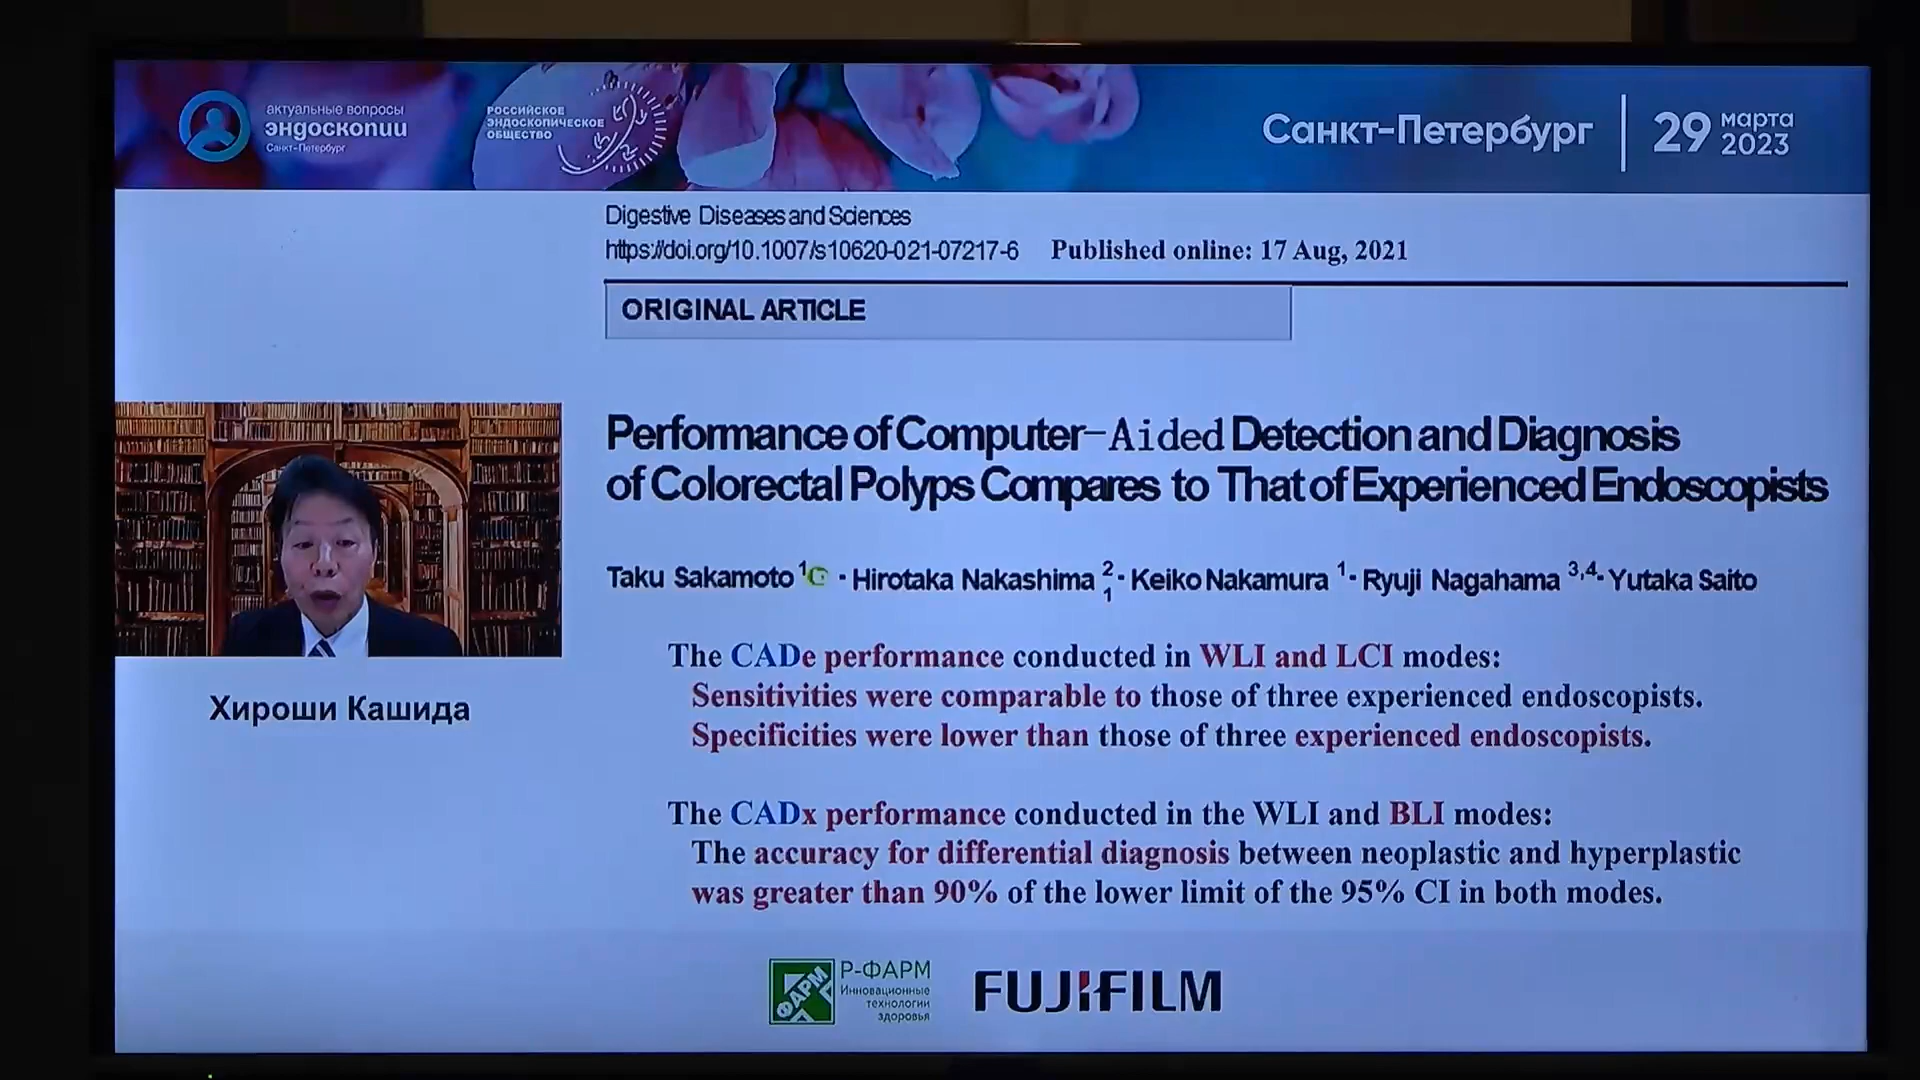 актуальные вопросы
эндоскопии
Санкт-Петербург
РОССИЙСКОЕ
ЭНДОСКОПИЧЕСКОЕ
ОБЩЕСТВО
Санкт-Петербург
29 марта
2023
Digestive Diseases and Sciences
https://doi.org/10.1007/s10620-021-07217-6 Published online: 17 Aug, 2021
ORIGINAL ARTICLE
Performance of Computer-Aided Detection and Diagnosis
of Colorectal Polyps Compares to That of Experienced Endoscopists
Taku Sakamoto 1 · Hirotaka Nakashima 2 · Keiko Nakamura 1 · Ryuji Nagahama 3,4 · Yutaka Saito
1
The CADe performance conducted in WLI and LCI modes:
Sensitivities were comparable to those of three experienced endoscopists.
Specificities were lower than those of three experienced endoscopists.
Хироши Кашида
The CADx performance conducted in the WLI and BLI modes:
The accuracy for differential diagnosis between neoplastic and hyperplastic
was greater than 90% of the lower limit of the 95% CI in both modes.
ФАРМ
Р-ФАРМ
Инновационные
технологии
здоровья
FUJIFILM